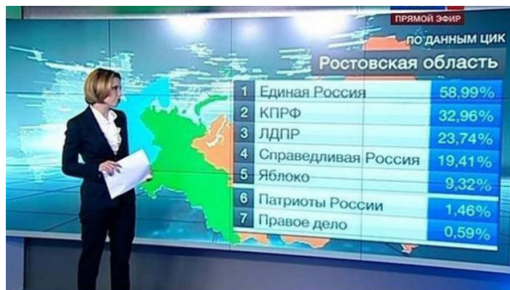 ПРЯМОЙ ЭФИР
ПО ДАННЫМ ЦИК
Ростовская область
1 Единая Россия 58,99%
2 КПРФ 32,96%
3 ЛДПР 23,74%
4 Справедливая Россия 19,41%
5 Яблоко 9,32%
6 Патриоты России 1,46%
7 Правое дело 0,59%